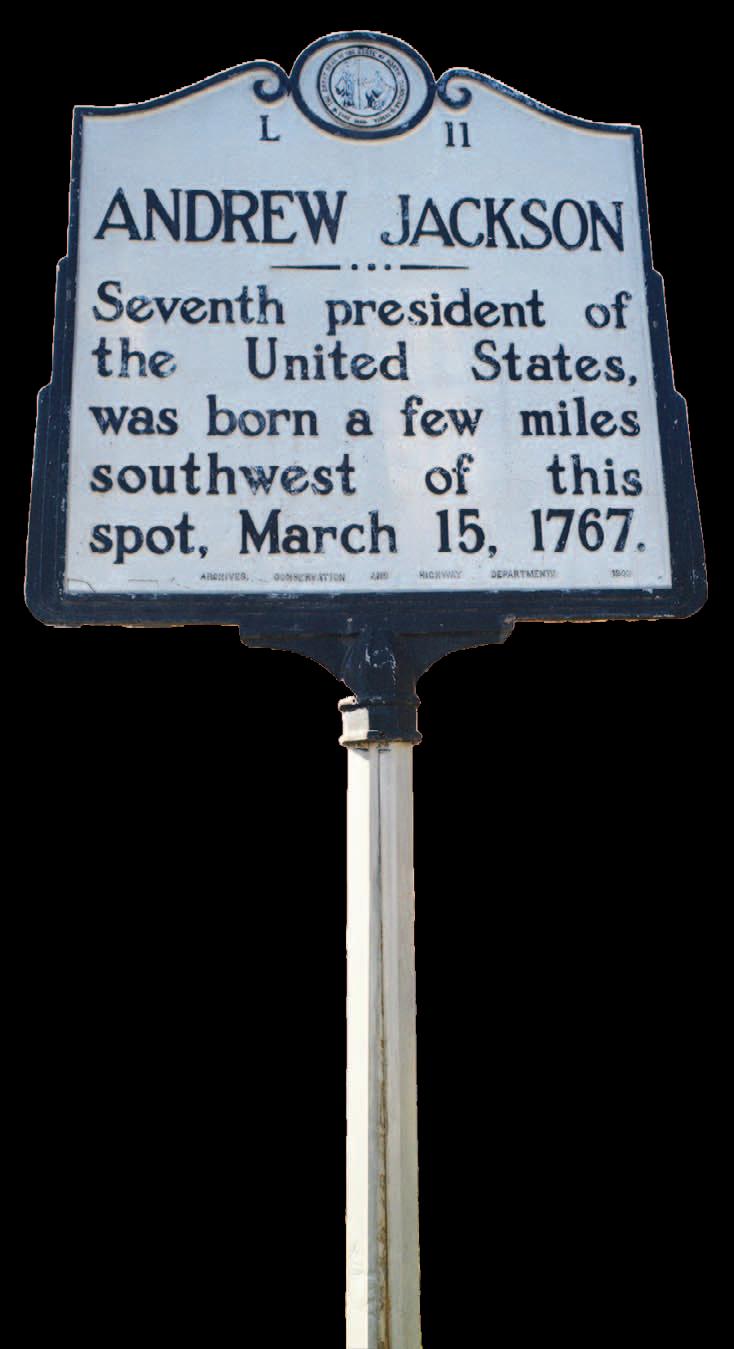 L 11
ANDREW JACKSON
Seventh president of
the United States,
was born a few miles
southwest of this
spot, March 15, 1767.
ARCHIVES, CONSERVATION AND HIGHWAY DEPARTMENTS